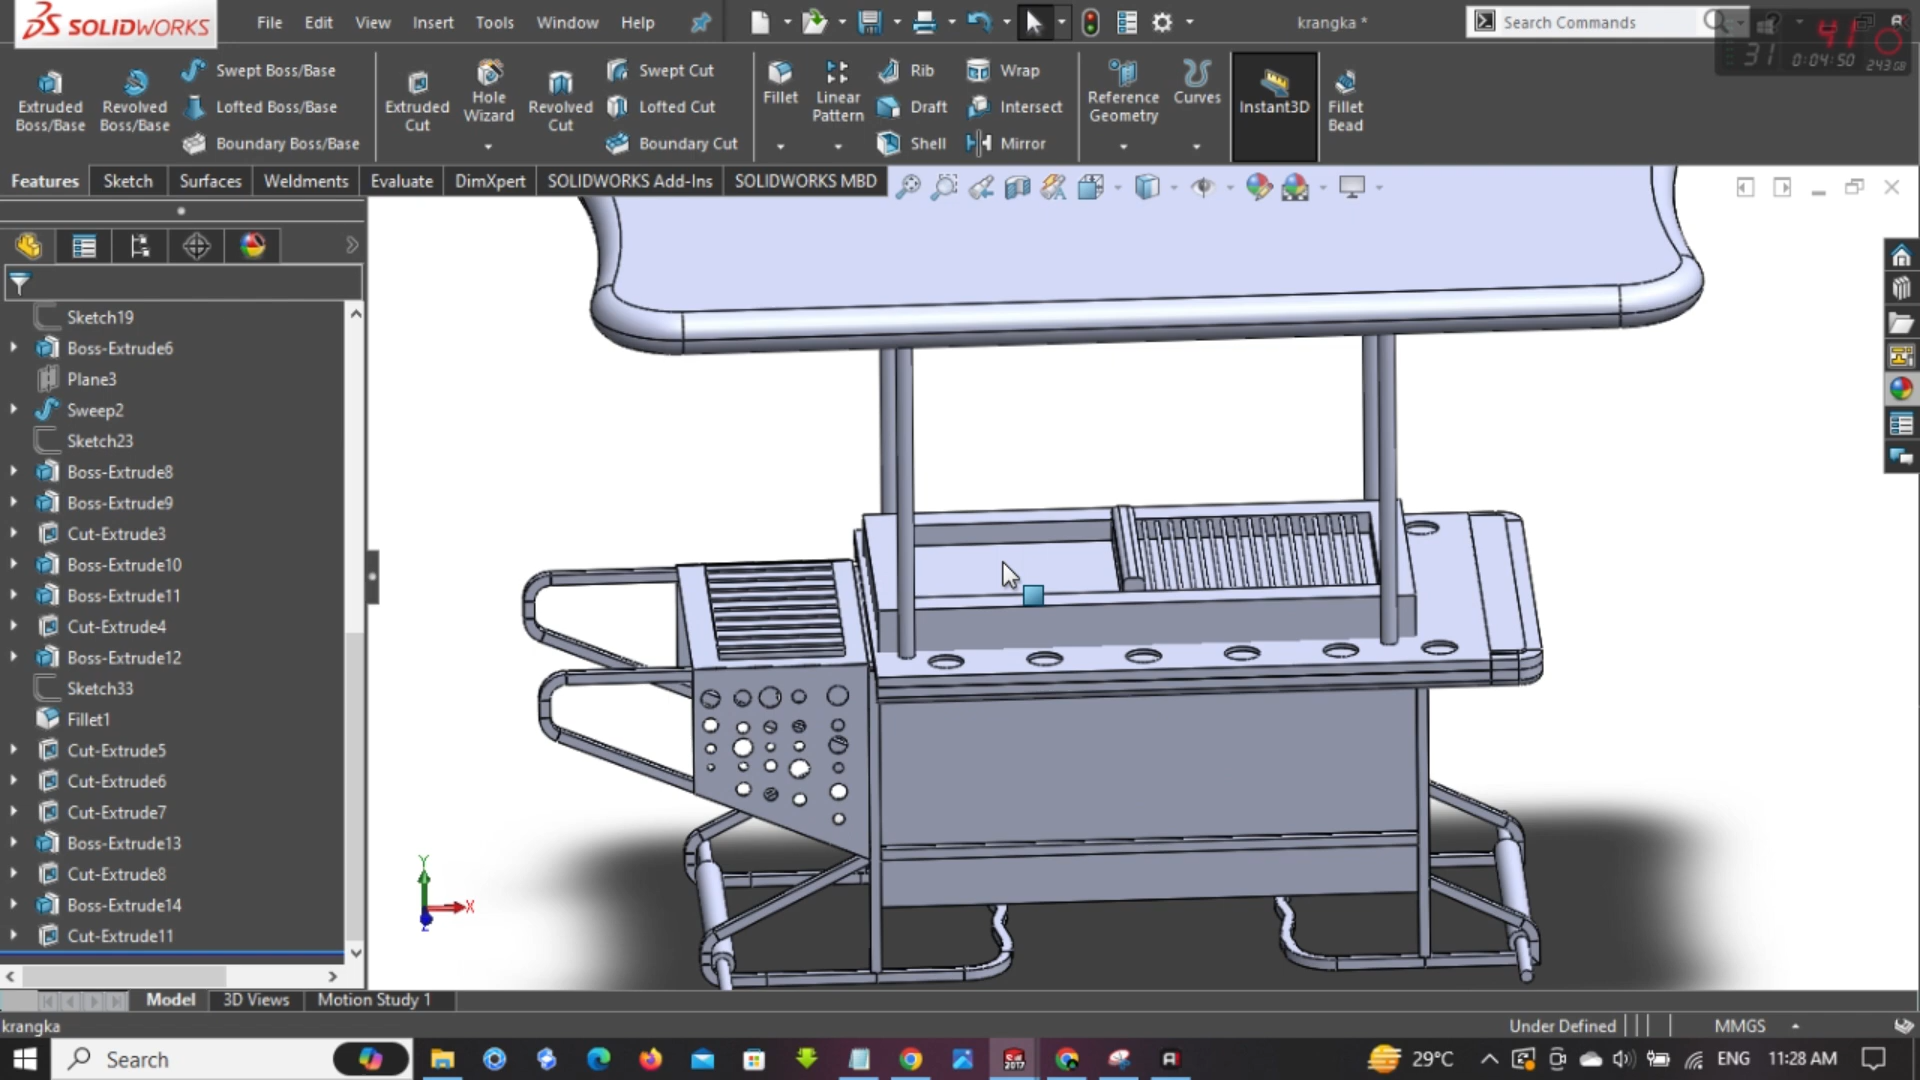 SOLIDWORKS
File Edit View Insert Tools Window Help
krangka *
Search Commands
41
31 0:04:50 243GB
Extruded Boss/Base
Revolved Boss/Base
Swept Boss/Base
Lofted Boss/Base
Boundary Boss/Base
Extruded Cut
Hole Wizard
Revolved Cut
Swept Cut
Lofted Cut
Boundary Cut
Fillet
Linear Pattern
Rib
Draft
Shell
Wrap
Intersect
Mirror
Reference Geometry
Curves
Instant3D
Fillet Bead
Features Sketch Surfaces Weldments Evaluate DimXpert SOLIDWORKS Add-Ins SOLIDWORKS MBD
Sketch19
Boss-Extrude6
Plane3
Sweep2
Sketch23
Boss-Extrude8
Boss-Extrude9
Cut-Extrude3
Boss-Extrude10
Boss-Extrude11
Cut-Extrude4
Boss-Extrude12
Sketch33
Fillet1
Cut-Extrude5
Cut-Extrude6
Cut-Extrude7
Boss-Extrude13
Cut-Extrude8
Boss-Extrude14
Cut-Extrude11
Y
X
Z
Model 3D Views Motion Study 1
krangka
Under Defined MMGS
Search
29°C ENG 11:28 AM